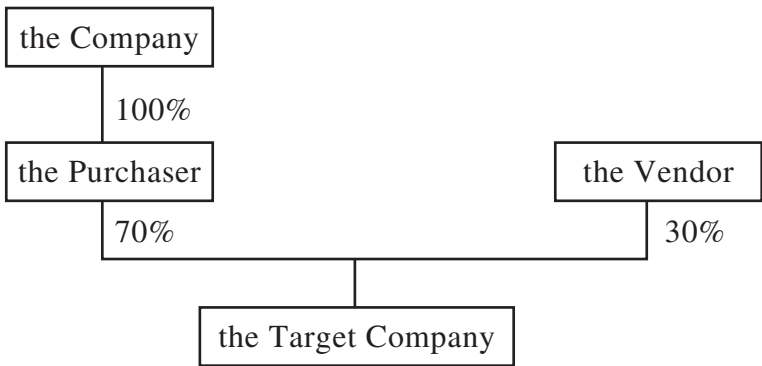 the Company
100%
the Purchaser
the Vendor
70%
30%
the Target Company